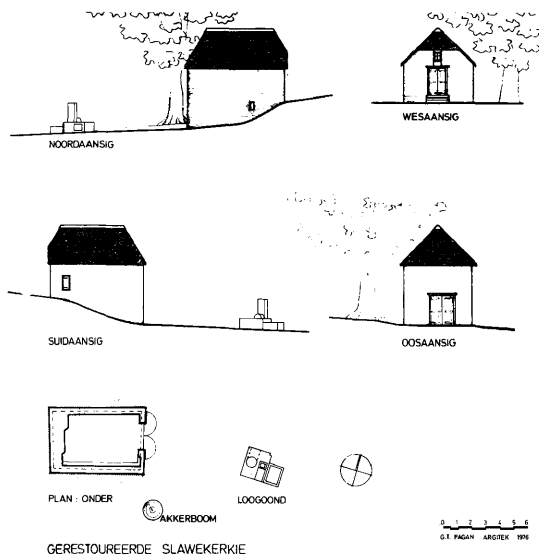 NOORDAANSIG
WESAANSIG
SUIDAANSIG
OOSAANSIG
PLAN : ONDER
LOOGOOND
AKKERBOOM
0 1 2 3 4 5 6
G.T. FAGAN ARGITEK 1976
GERESTOUREERDE SLAWEKERKIE